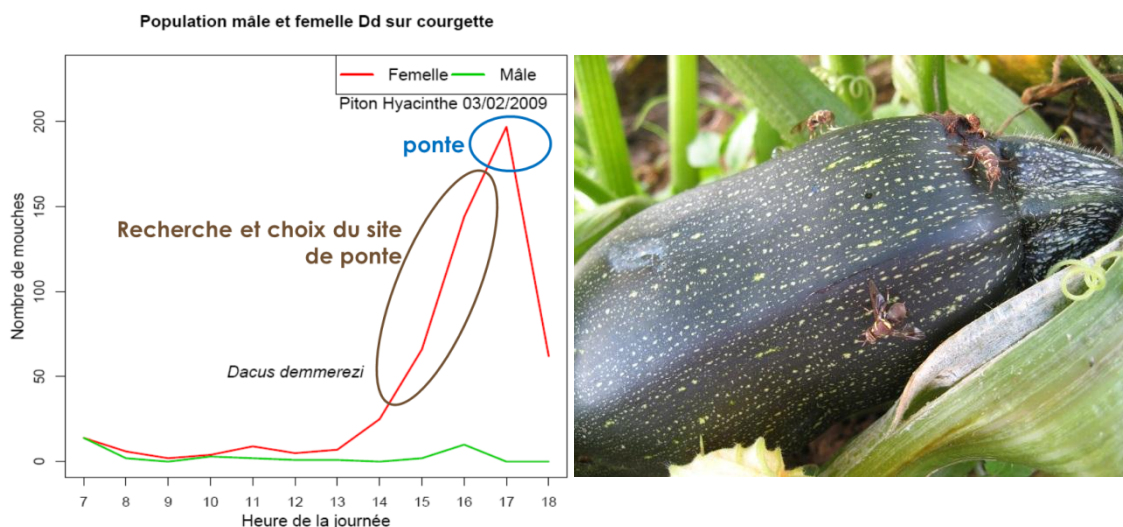 Population mâle et femelle Dd sur courgette
Femelle Mâle
Piton Hyacinthe 03/02/2009
ponte
Recherche et choix du site
de ponte
Dacus demmerezi
Nombre de mouches
200
150
100
50
0
7 8 9 10 11 12 13 14 15 16 17 18
Heure de la journée